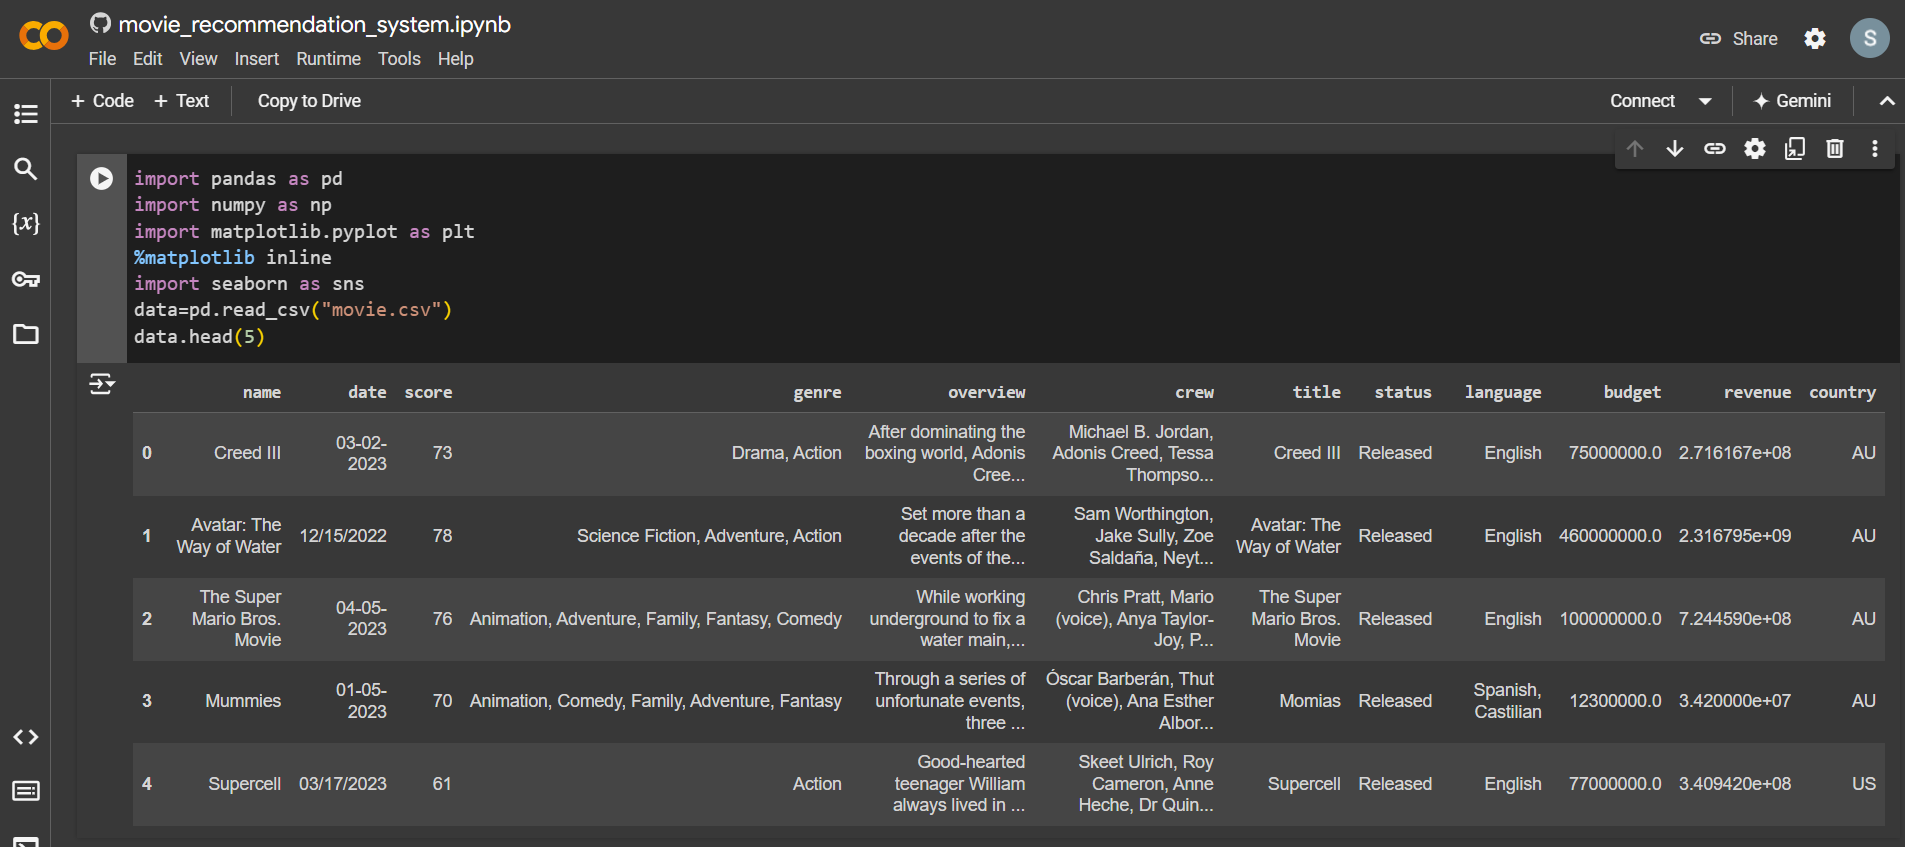 movie_recommendation_system.ipynb
File Edit View Insert Runtime Tools Help
Share
S
+ Code + Text Copy to Drive
Connect Gemini
import pandas as pd
import numpy as np
import matplotlib.pyplot as plt
%matplotlib inline
import seaborn as sns
data=pd.read_csv("movie.csv")
data.head(5)
name date score genre overview crew title status language budget revenue country
0 Creed III 03-02-2023 73 Drama, Action After dominating the boxing world, Adonis Cree... Michael B. Jordan, Adonis Creed, Tessa Thompso... Creed III Released English 75000000.0 2.716167e+08 AU
1 Avatar: The Way of Water 12/15/2022 78 Science Fiction, Adventure, Action Set more than a decade after the events of the... Sam Worthington, Jake Sully, Zoe Saldaña, Neyt... Avatar: The Way of Water Released English 460000000.0 2.316795e+09 AU
2 The Super Mario Bros. Movie 04-05-2023 76 Animation, Adventure, Family, Fantasy, Comedy While working underground to fix a water main,... Chris Pratt, Mario (voice), Anya Taylor-Joy, P... The Super Mario Bros. Movie Released English 100000000.0 7.244590e+08 AU
3 Mummies 01-05-2023 70 Animation, Comedy, Family, Adventure, Fantasy Through a series of unfortunate events, three ... Óscar Barberán, Thut (voice), Ana Esther Albor... Momias Released Spanish, Castilian 12300000.0 3.420000e+07 AU
4 Supercell 03/17/2023 61 Action Good-hearted teenager William always lived in ... Skeet Ulrich, Roy Cameron, Anne Heche, Dr Quin... Supercell Released English 77000000.0 3.409420e+08 US